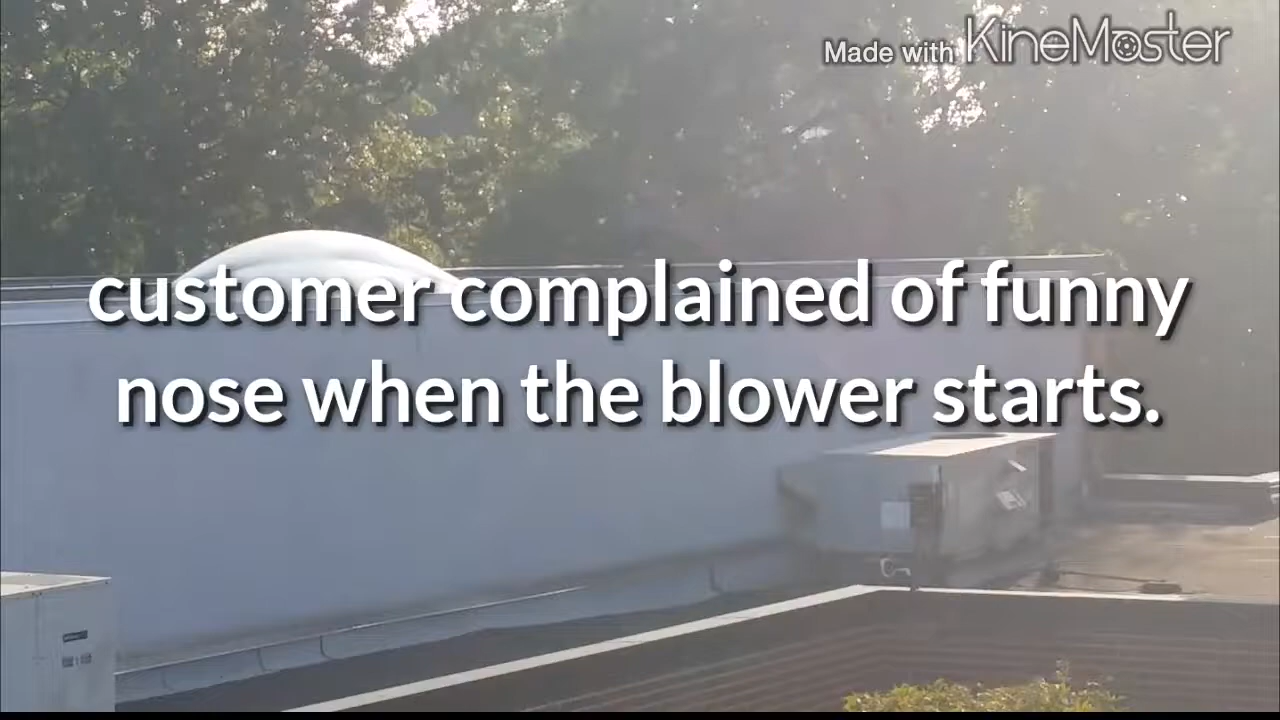 Made with KineMaster
customer complained of funny
nose when the blower starts.